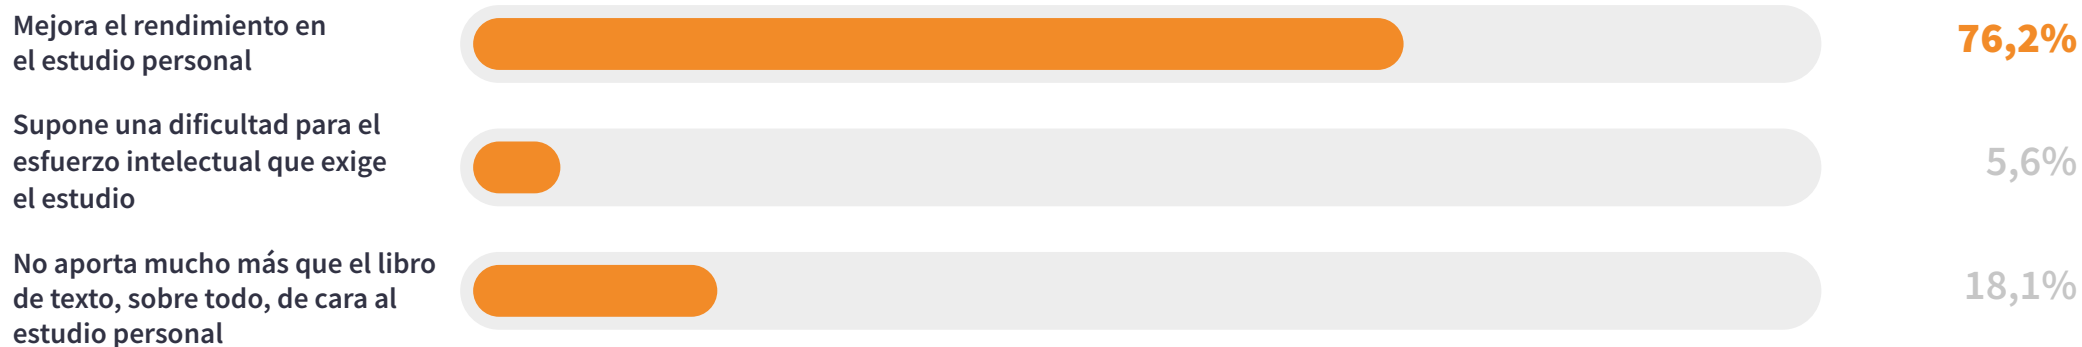 Mejora el rendimiento en
el estudio personal
76,2%
Supone una dificultad para el
esfuerzo intelectual que exige
el estudio
5,6%
No aporta mucho más que el libro
de texto, sobre todo, de cara al
estudio personal
18,1%